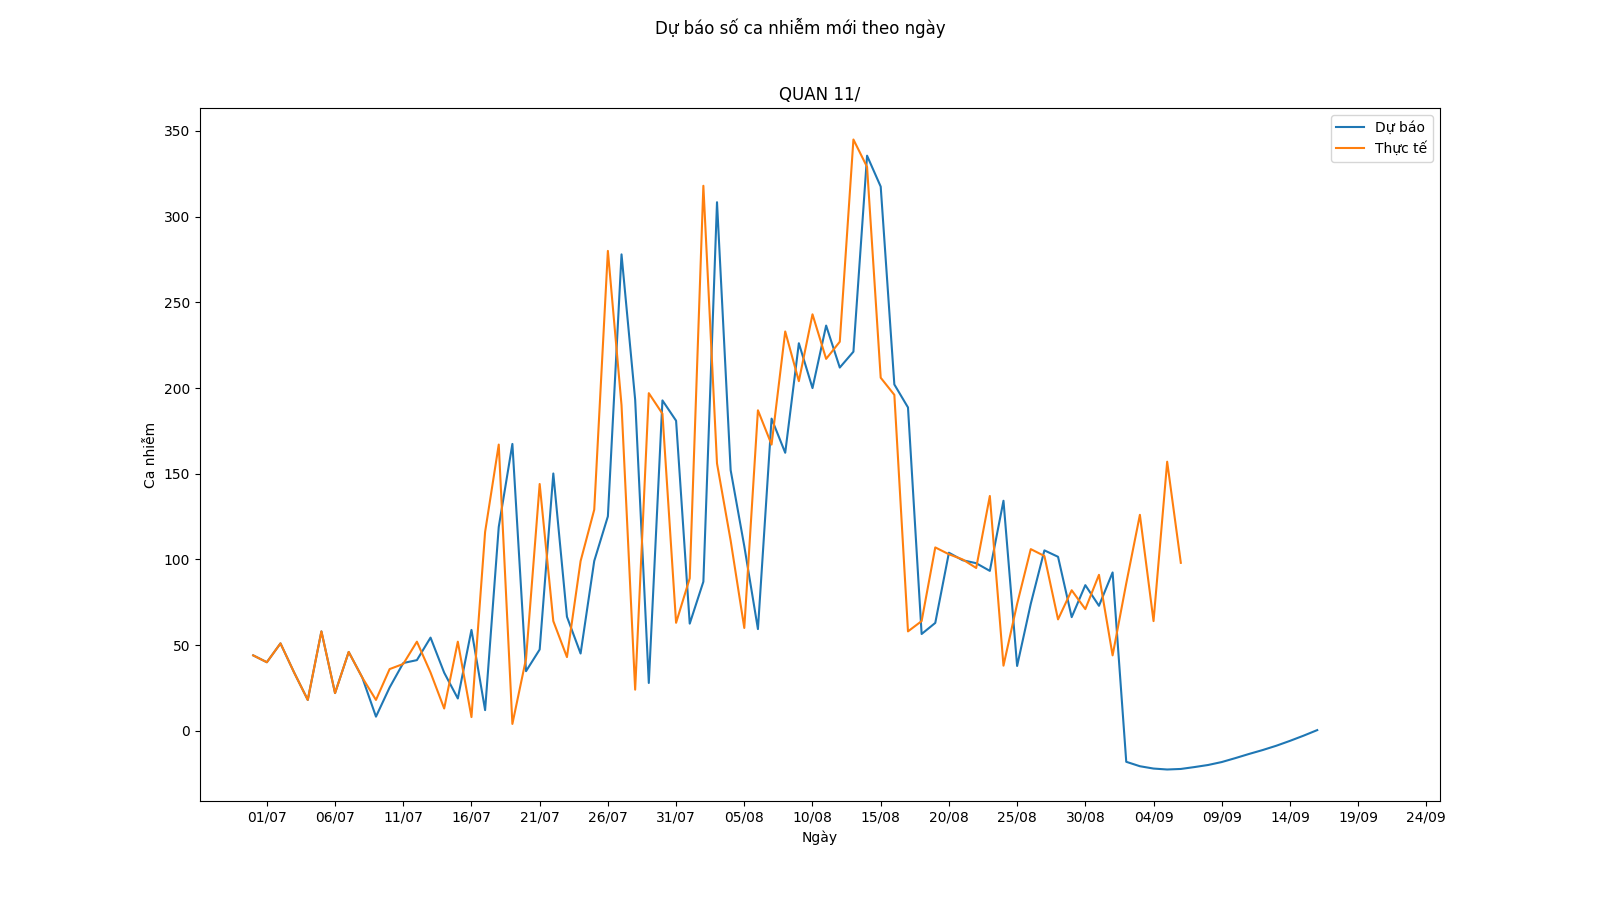 Dự báo số ca nhiễm mới theo ngày
QUAN 11/
Dự báo
Thực tế
350
300
250
200
150
100
50
0
Ca nhiễm
01/07 06/07 11/07 16/07 21/07 26/07 31/07 05/08 10/08 15/08 20/08 25/08 30/08 04/09 09/09 14/09 19/09 24/09
Ngày